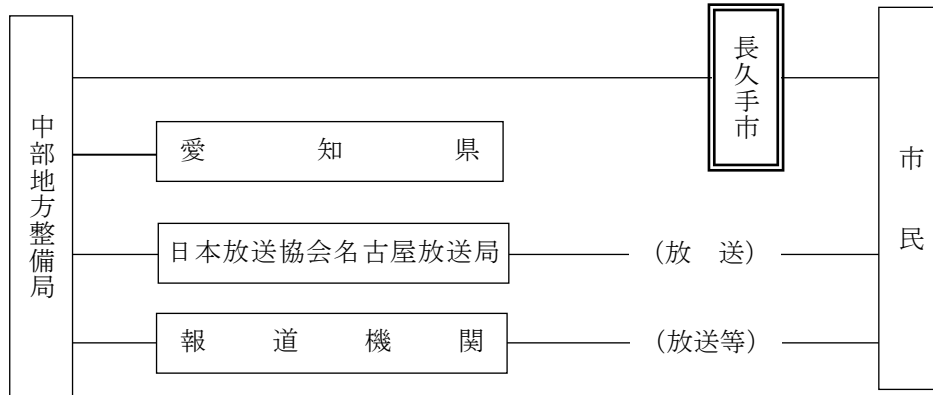 中部地方整備局
長久手市
愛知県
日本放送協会名古屋放送局
(放送)
報道機関
(放送等)
市民